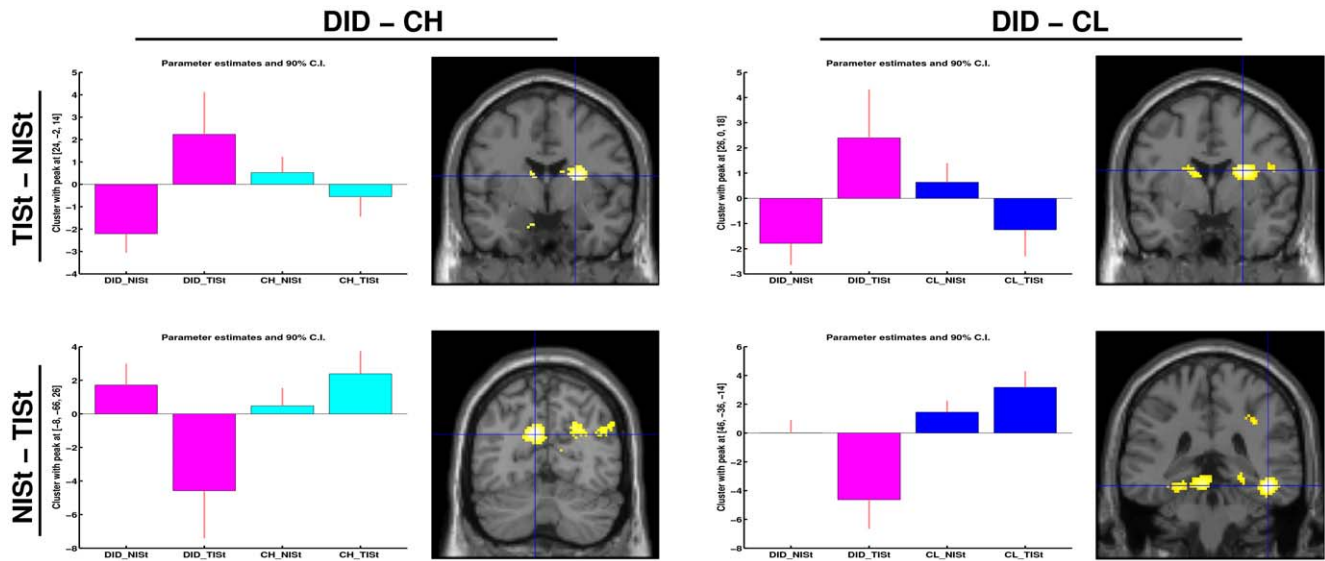 DID – CH
DID – CL
TISt – NISt
Parameter estimates and 90% C.I.
Cluster with peak at [24, -2, 14]
5
4
3
2
1
0
−1
−2
−3
−4
DID_NISt DID_TISt CH_NISt CH_TISt
Parameter estimates and 90% C.I.
Cluster with peak at [26, 0, 18]
5
4
3
2
1
0
−1
−2
−3
DID_NISt DID_TISt CL_NISt CL_TISt
NISt – TISt
Parameter estimates and 90% C.I.
Cluster with peak at [-8, -66, 26]
4
2
0
−2
−4
−6
−8
DID_NISt DID_TISt CH_NISt CH_TISt
Parameter estimates and 90% C.I.
Cluster with peak at [46, -36, -14]
6
4
2
0
−2
−4
−6
−8
DID_NISt DID_TISt CL_NISt CL_TISt